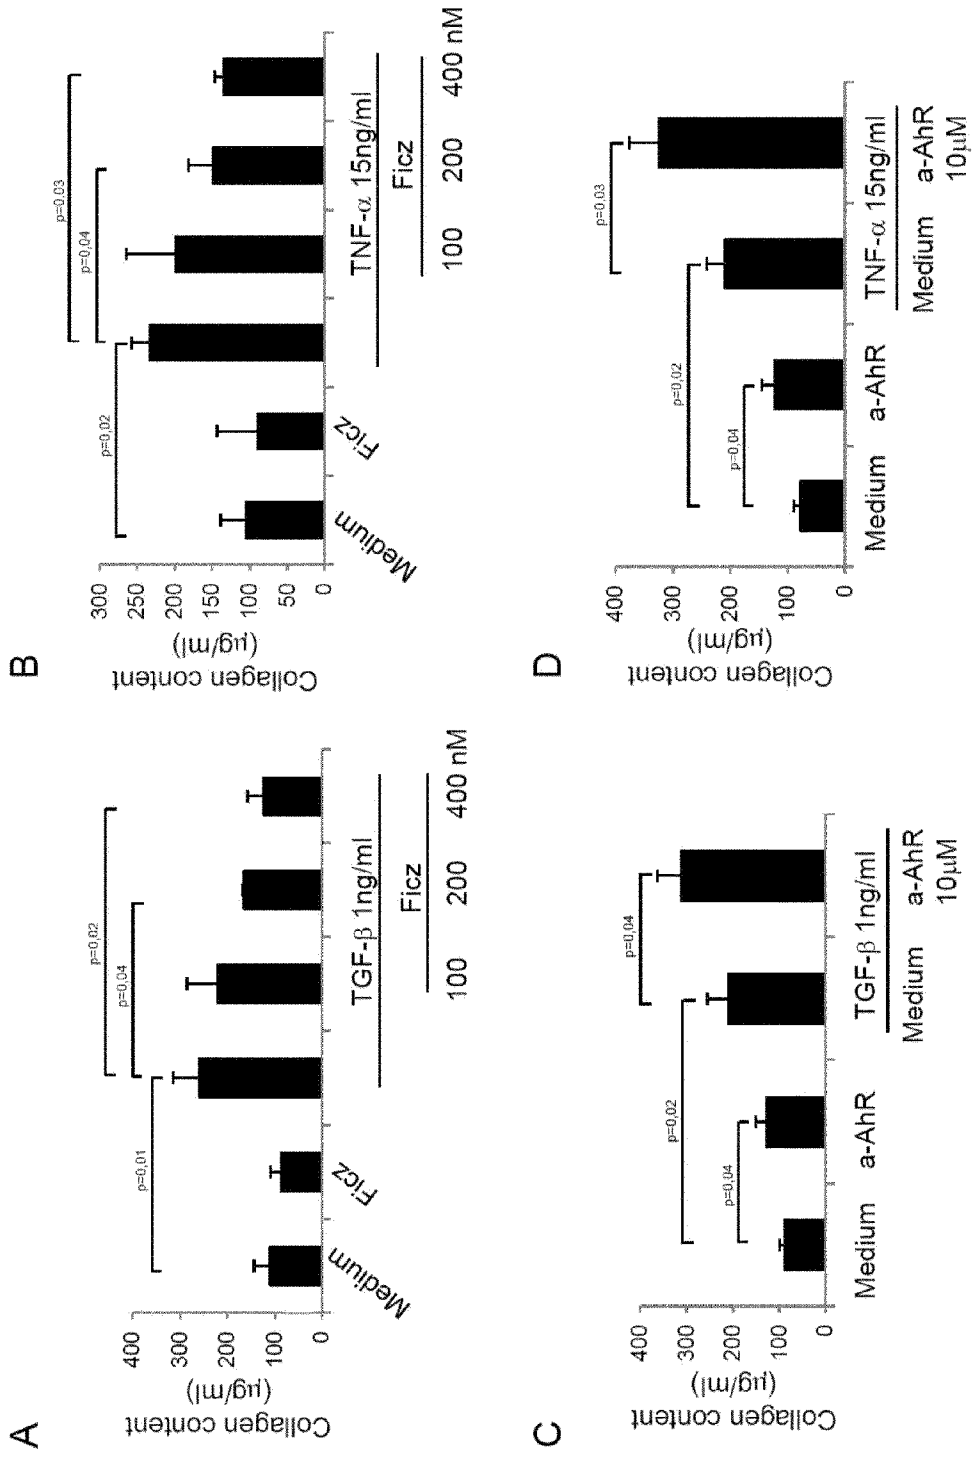 A
Collagen content
(µg/ml)
400
300
200
100
0
p=0,01
p=0,04
p=0,02
Medium
Ficz
TGF-β 1ng/ml
Ficz
100 200 400 nM
B
Collagen content
(µg/ml)
300
250
200
150
100
50
0
p=0,02
p=0,04
p=0,03
Medium
Ficz
TNF-α 15ng/ml
Ficz
100 200 400 nM
C
Collagen content
(µg/ml)
400
300
200
100
0
p=0,04
p=0,02
p=0,04
Medium a-AhR
TGF-β 1ng/ml
Medium a-AhR
10µM
D
Collagen content
(µg/ml)
400
300
200
100
0
p=0,04
p=0,02
p=0,03
Medium a-AhR
TNF-α 15ng/ml
Medium a-AhR
10µM